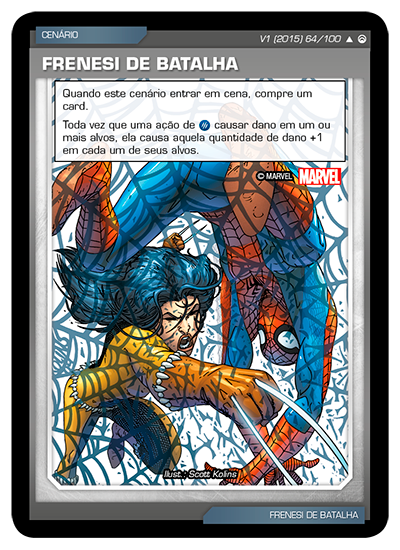 CENÁRIO
V1 (2015) 64/100
FRENESI DE BATALHA
Quando este cenário entrar em cena, compre um
card.
Toda vez que uma ação de causar dano em um ou
mais alvos, ela causa aquela quantidade de dano +1
em cada um de seus alvos.
© MARVEL MARVEL
Ilust.: Scott Kolins
FRENESI DE BATALHA